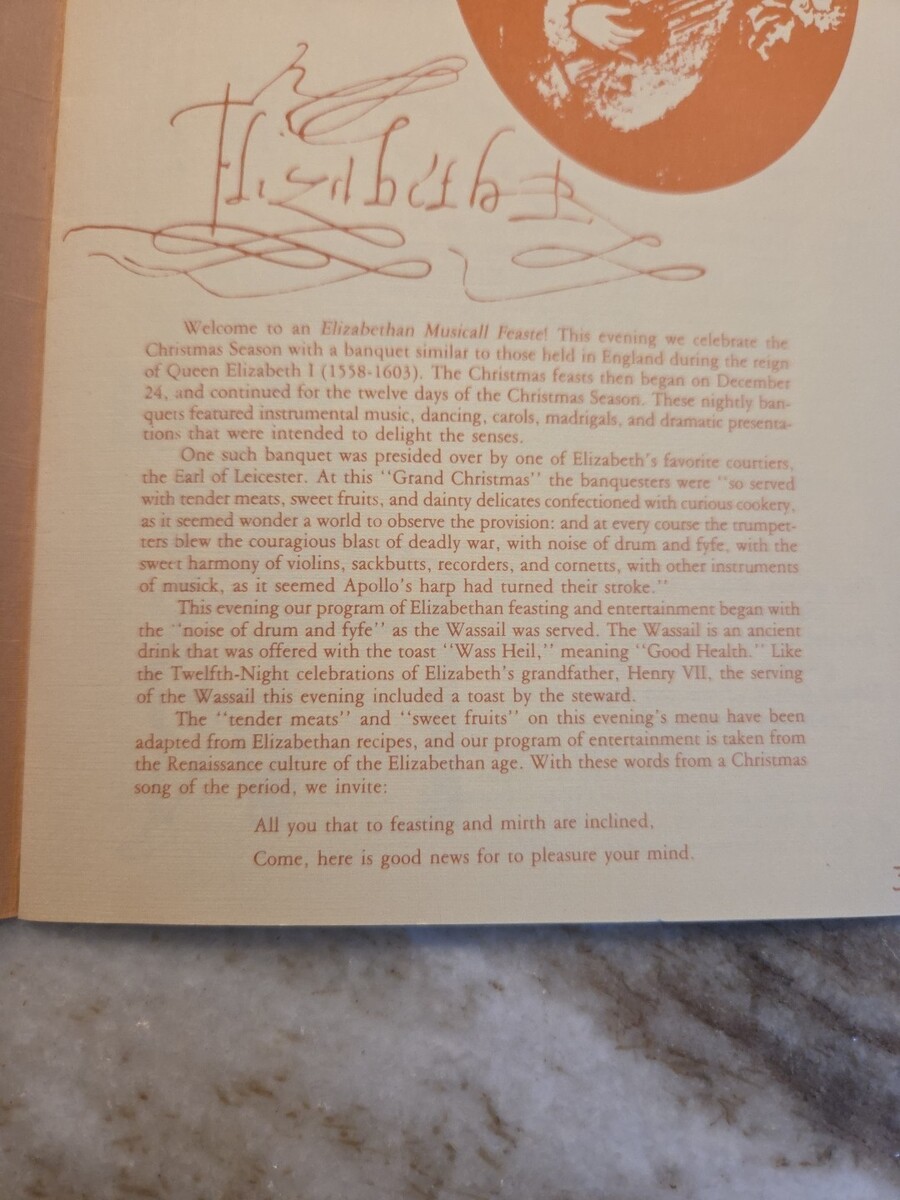 Elizabeth R
Welcome to an Elizabethan Musicall Feaste! This evening we celebrate the
Christmas Season with a banquet similar to those held in England during the reign
of Queen Elizabeth I (1558-1603). The Christmas feasts then began on December
24, and continued for the twelve days of the Christmas Season. These nightly ban-
quets featured instrumental music, dancing, carols, madrigals, and dramatic presenta-
tions that were intended to delight the senses.
One such banquet was presided over by one of Elizabeth's favorite courtiers,
the Earl of Leicester. At this "Grand Christmas" the banquesters were "so served
with tender meats, sweet fruits, and dainty delicates confectioned with curious cookery,
as it seemed wonder a world to observe the provision: and at every course the trumpet-
ters blew the couragious blast of deadly war, with noise of drum and fyfe, with the
sweet harmony of violins, sackbutts, recorders, and cornetts, with other instruments
of musick, as it seemed Apollo's harp had turned their stroke."
This evening our program of Elizabethan feasting and entertainment began with
the "noise of drum and fyfe" as the Wassail was served. The Wassail is an ancient
drink that was offered with the toast "Wass Heil," meaning "Good Health." Like
the Twelfth-Night celebrations of Elizabeth's grandfather, Henry VII, the serving
of the Wassail this evening included a toast by the steward.
The "tender meats" and "sweet fruits" on this evening's menu have been
adapted from Elizabethan recipes, and our program of entertainment is taken from
the Renaissance culture of the Elizabethan age. With these words from a Christmas
song of the period, we invite:
All you that to feasting and mirth are inclined,
Come, here is good news for to pleasure your mind.
3